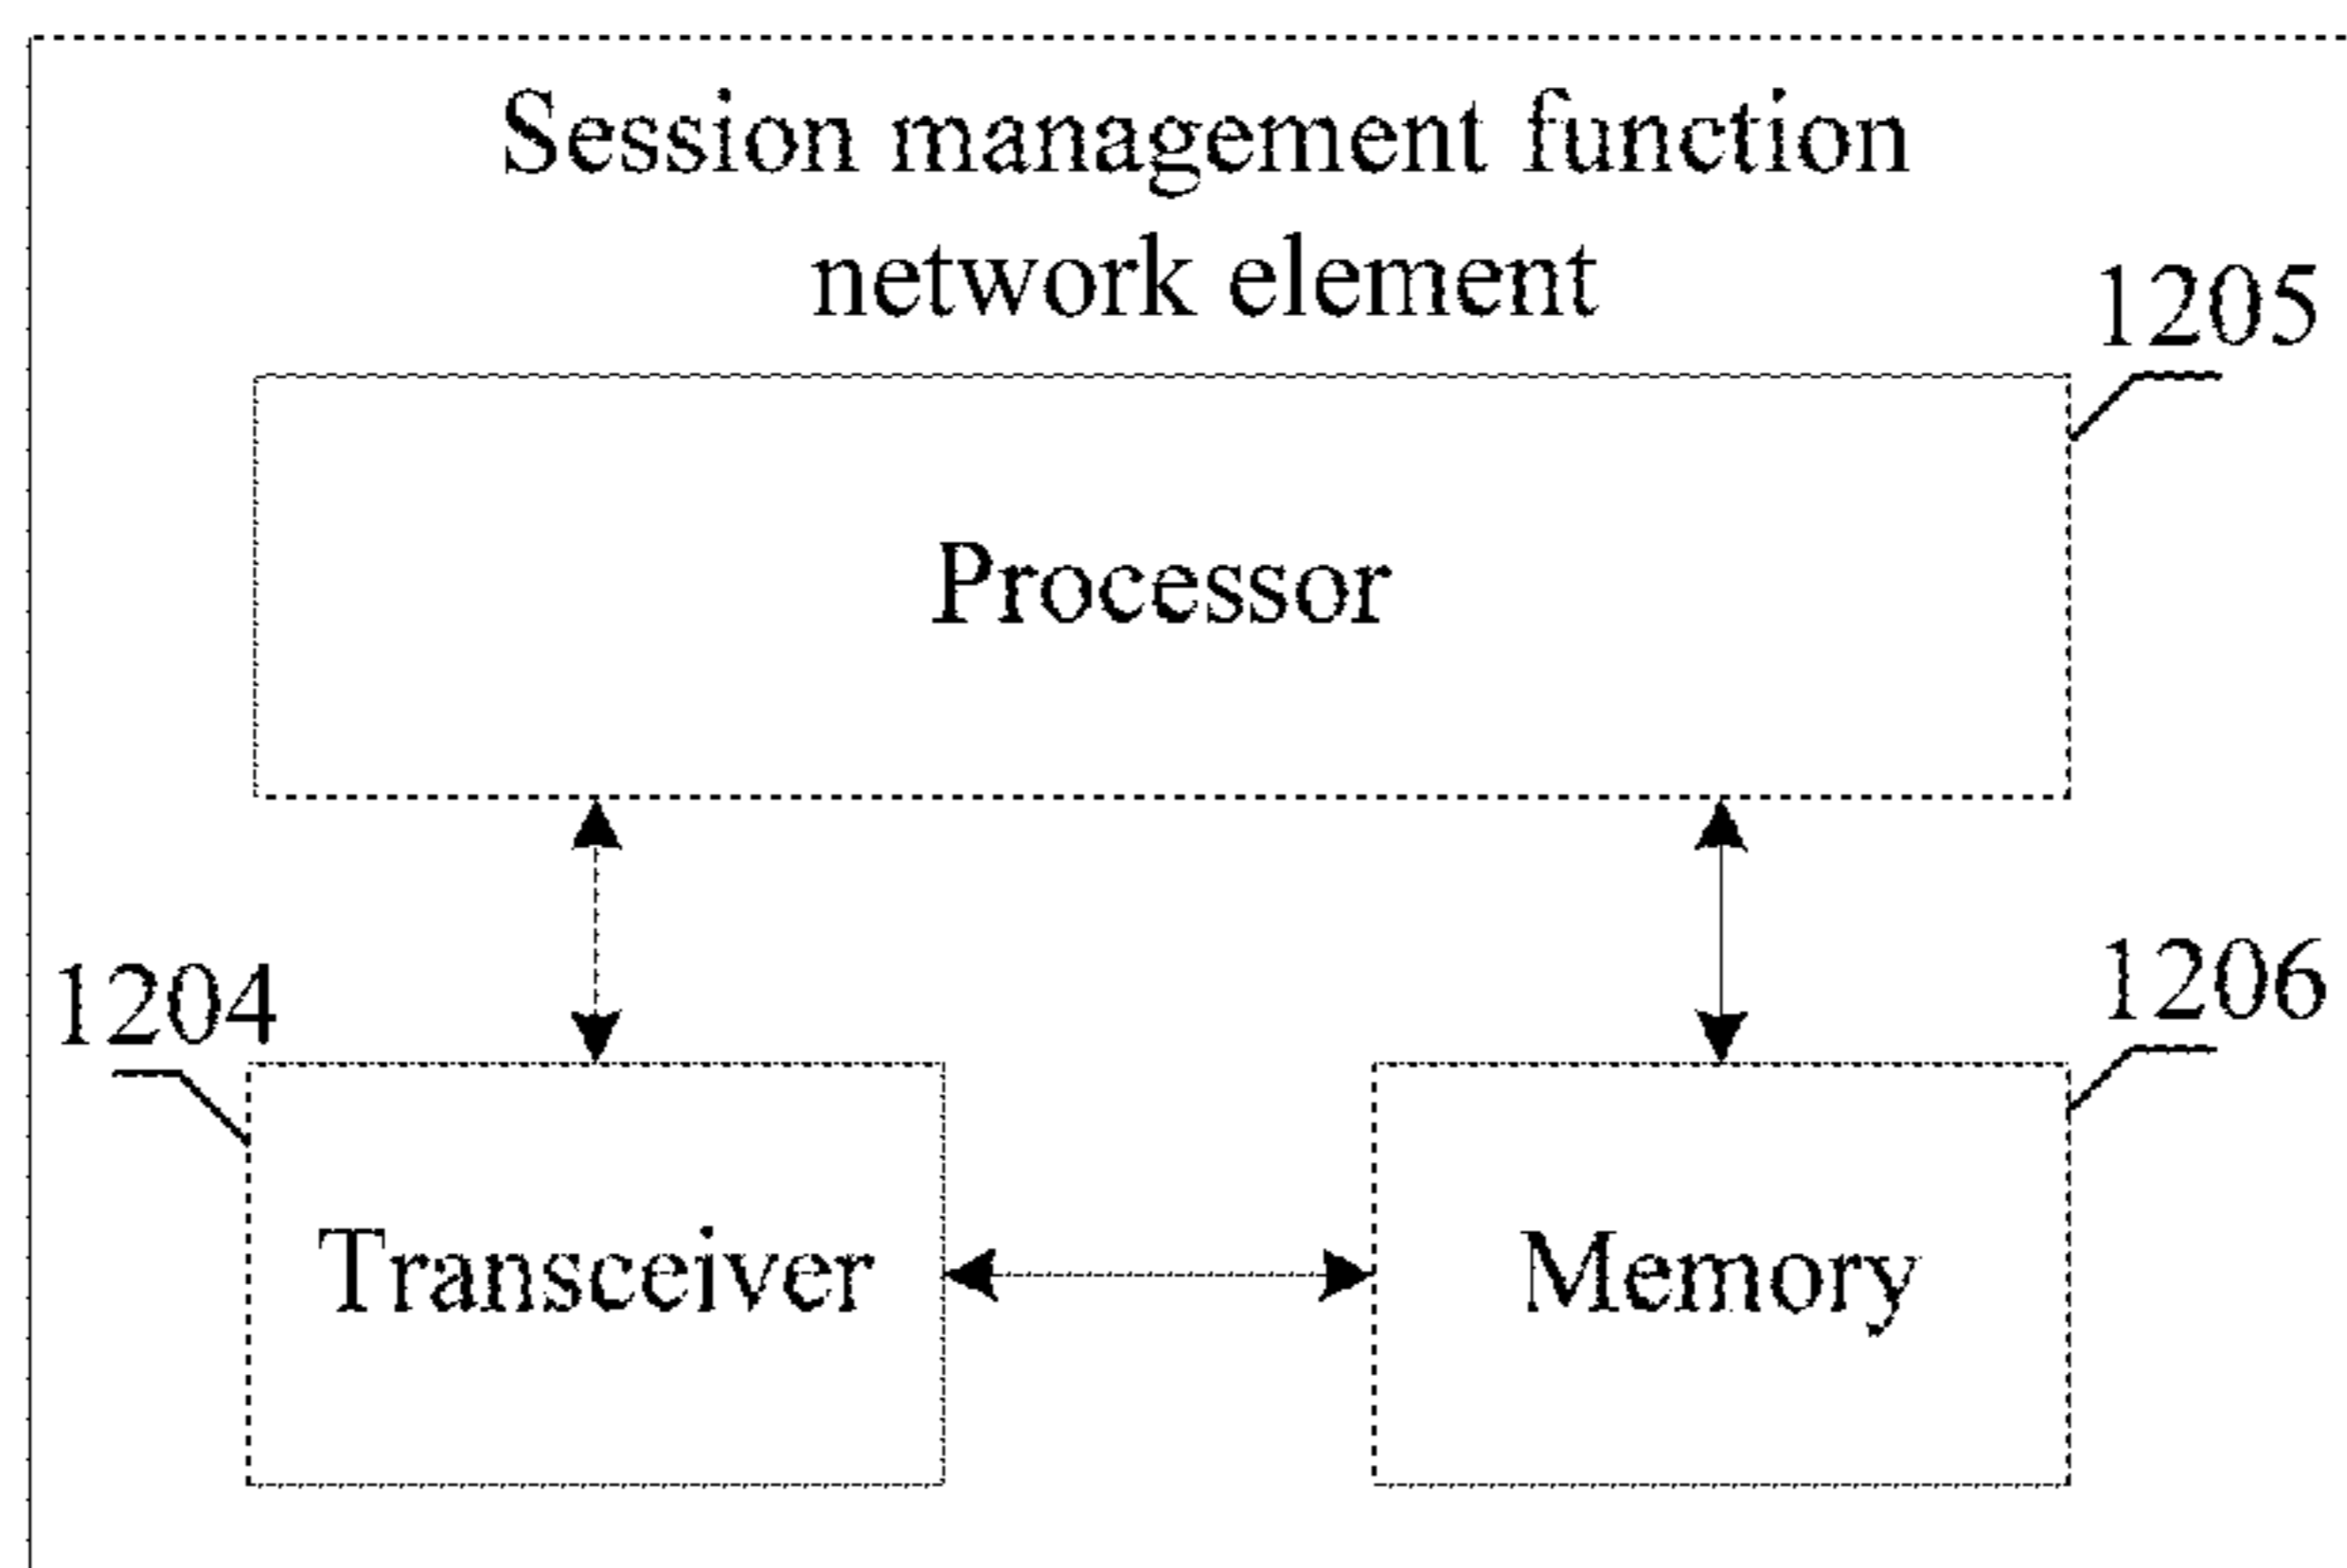 Session management function
network element
1205
Processor
1204
1206
Transceiver
Memory